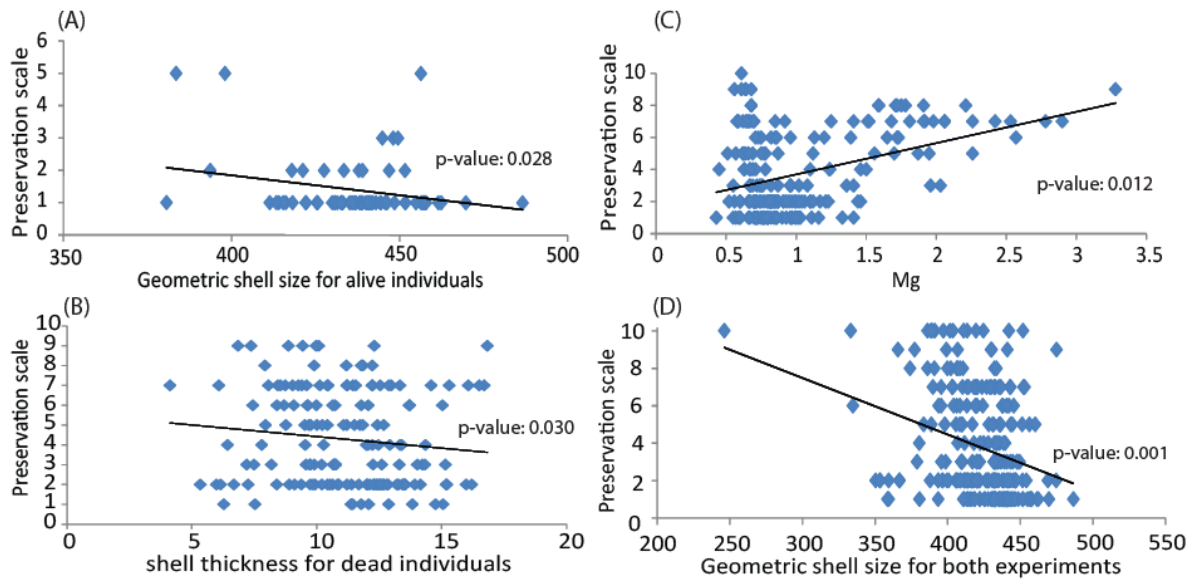 (A)
Preservation scale
6
5
4
3
2
1
0
p-value: 0.028
350 400 450 500
Geometric shell size for alive individuals
(C)
Preservation scale
10
8
6
4
2
0
p-value: 0.012
0 0.5 1 1.5 2 2.5 3 3.5
Mg
(B)
Preservation scale
10
9
8
7
6
5
4
3
2
1
0
p-value: 0.030
0 5 10 15 20
shell thickness for dead individuals
(D)
Preservation scale
10
8
6
4
2
0
p-value: 0.001
200 250 300 350 400 450 500 550
Geometric shell size for both experiments